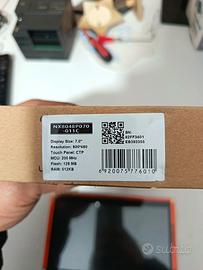 NX8048P070
-011C
Display Size: 7.0"
Resolution: 800*480
Touch Panel: CTP
MCU: 200 MHz
Flash: 128 MB
RAM: 512KB
SN:
6920075776010
Subito